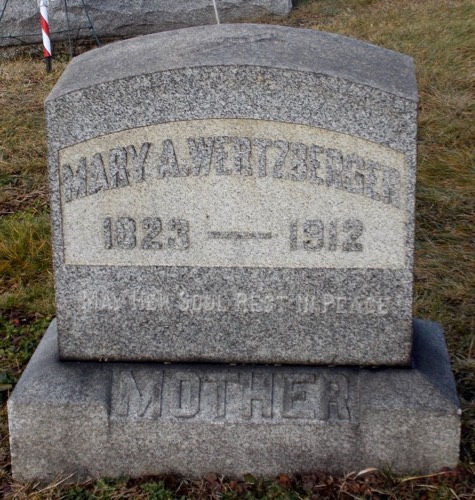 MARY A. WERTZBERGER
1823 — 1912
MAY HER SOUL REST IN PEACE
MOTHER